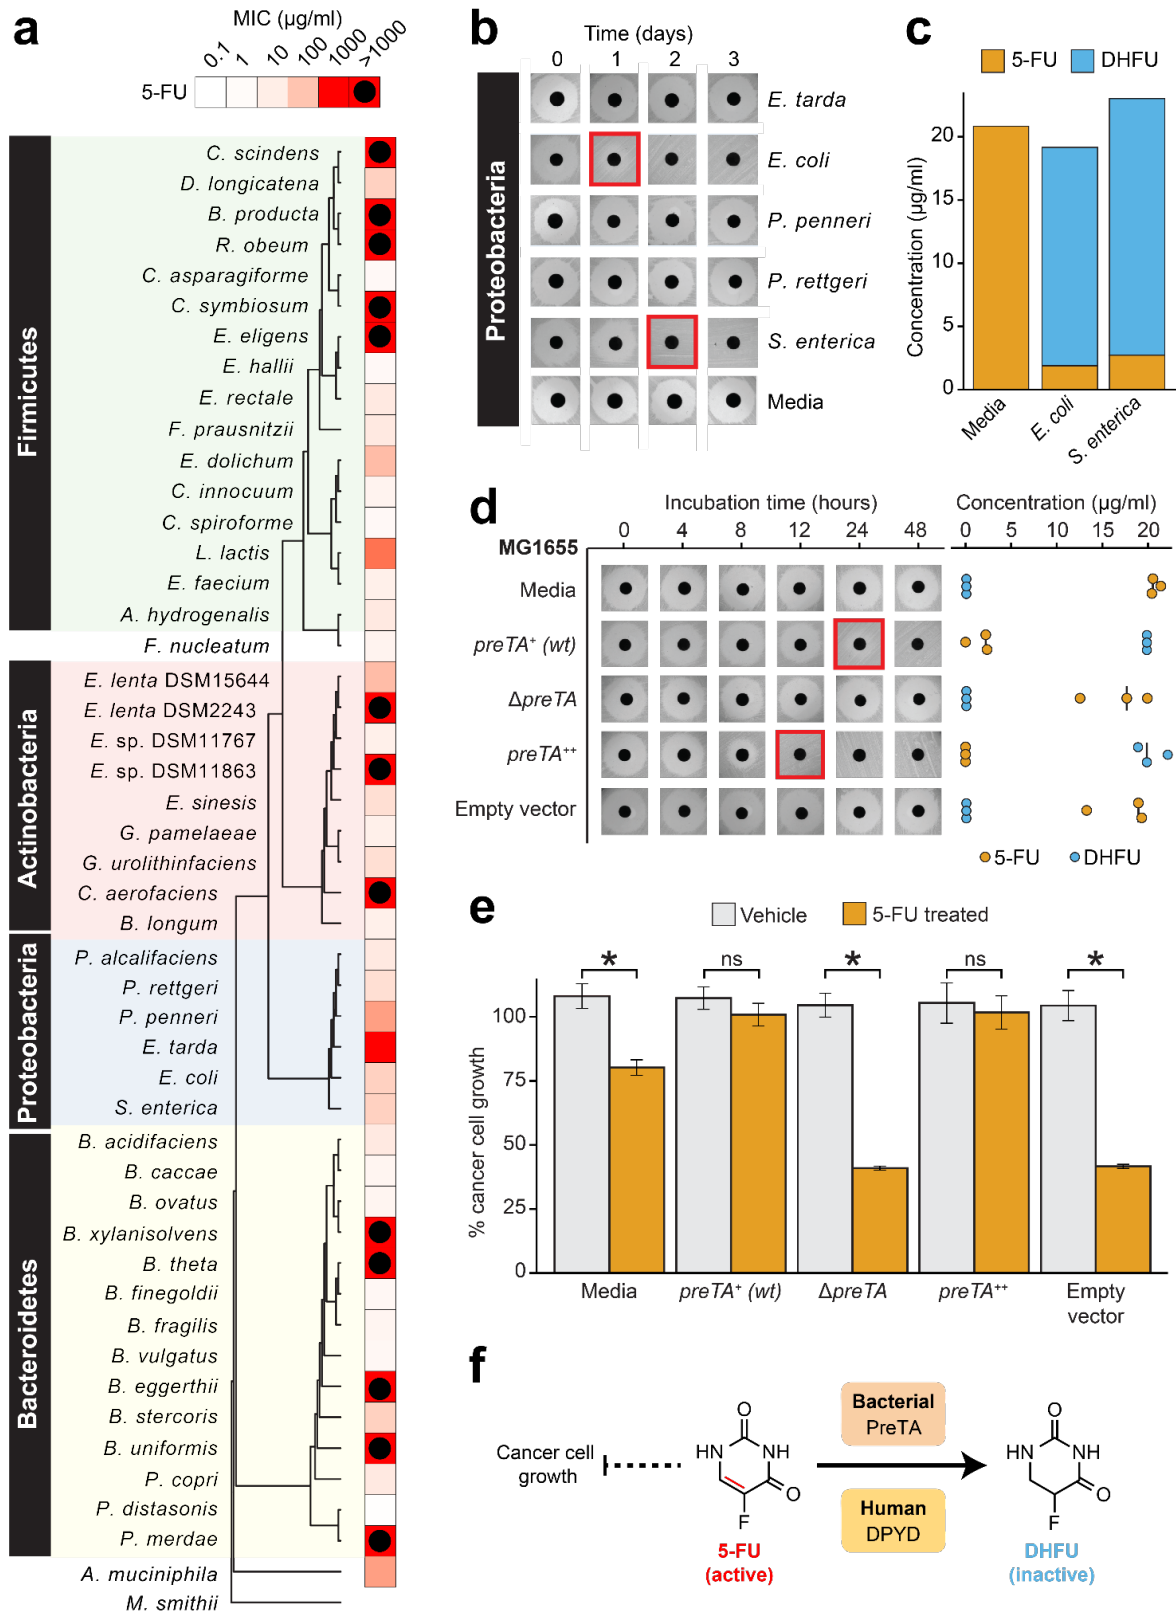 a
MIC (µg/ml)
0.1
1
10
100
1000
>1000
5-FU
Firmicutes
C. scindens
D. longicatena
B. producta
R. obeum
C. asparagiforme
C. symbiosum
E. eligens
E. hallii
E. rectale
F. prausnitzii
E. dolichum
C. innocuum
C. spiroforme
L. lactis
E. faecium
A. hydrogenalis
F. nucleatum
Actinobacteria
E. lenta DSM15644
E. lenta DSM2243
E. sp. DSM11767
E. sp. DSM11863
E. sinesis
G. pamelaeae
G. urolithinfaciens
C. aerofaciens
B. longum
Proteobacteria
P. alcalifaciens
P. rettgeri
P. penneri
E. tarda
E. coli
S. enterica
Bacteroidetes
B. acidifaciens
B. caccae
B. ovatus
B. xylanisolvens
B. theta
B. finegoldii
B. fragilis
B. vulgatus
B. eggerthii
B. stercoris
B. uniformis
P. copri
P. distasonis
P. merdae
A. muciniphila
M. smithii
b
Time (days)
0 1 2 3
Proteobacteria
E. tarda
E. coli
P. penneri
P. rettgeri
S. enterica
Media
c
5-FU DHFU
Concentration (µg/ml)
20
15
10
5
0
Media
E. coli
S. enterica
d
Incubation time (hours) Concentration (µg/ml)
MG1655 0 4 8 12 24 48 0 5 10 15 20
Media
preTA⁺ (wt)
ΔpreTA
preTA⁺⁺
Empty vector
5-FU DHFU
e
Vehicle 5-FU treated
% cancer cell growth
100
75
50
25
0
* ns * ns *
Media preTA⁺ (wt) ΔpreTA preTA⁺⁺ Empty
vector
f
Cancer cell
growth
O
HN NH
O
F
5-FU
(active)
Bacterial
PreTA
Human
DPYD
O
HN NH
O
F
DHFU
(inactive)